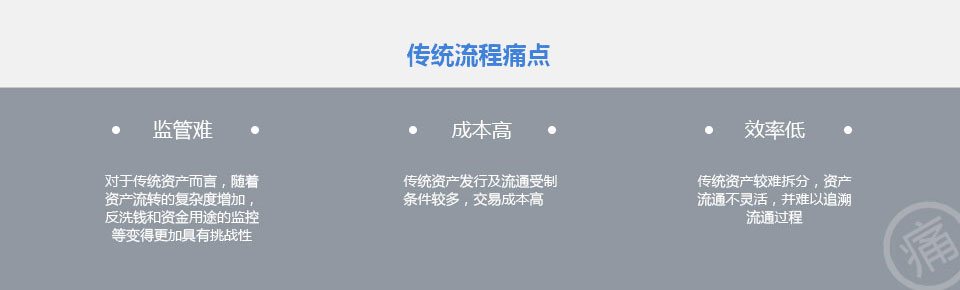 传统流程痛点
监管难
对于传统资产而言，随着
资产流转的复杂度增加，
反洗钱和资金用途的监控
等变得更加具有挑战性
成本高
传统资产发行及流通受制
条件较多，交易成本高
效率低
传统资产较难拆分，资产
流通不灵活，并难以追溯
流通过程
痛